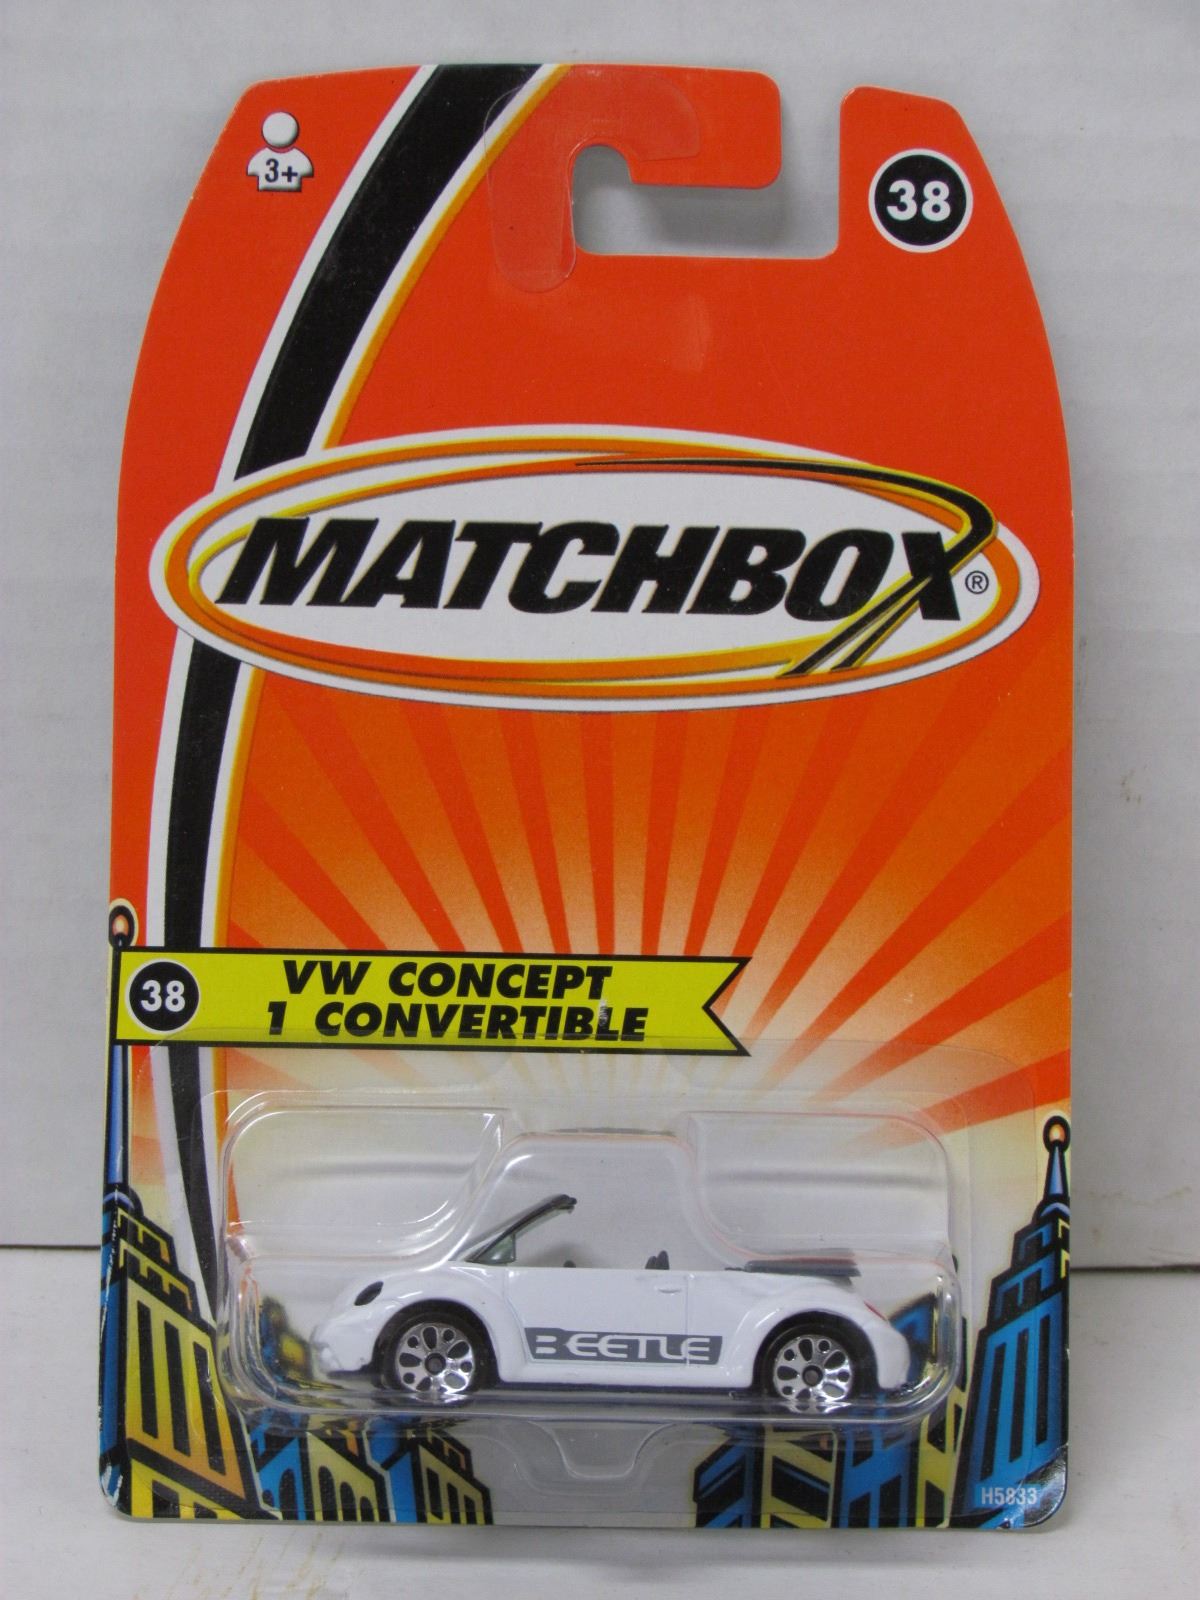 3+
38
MATCHBOX®
38
VW CONCEPT
1 CONVERTIBLE
BEETLE
H5833